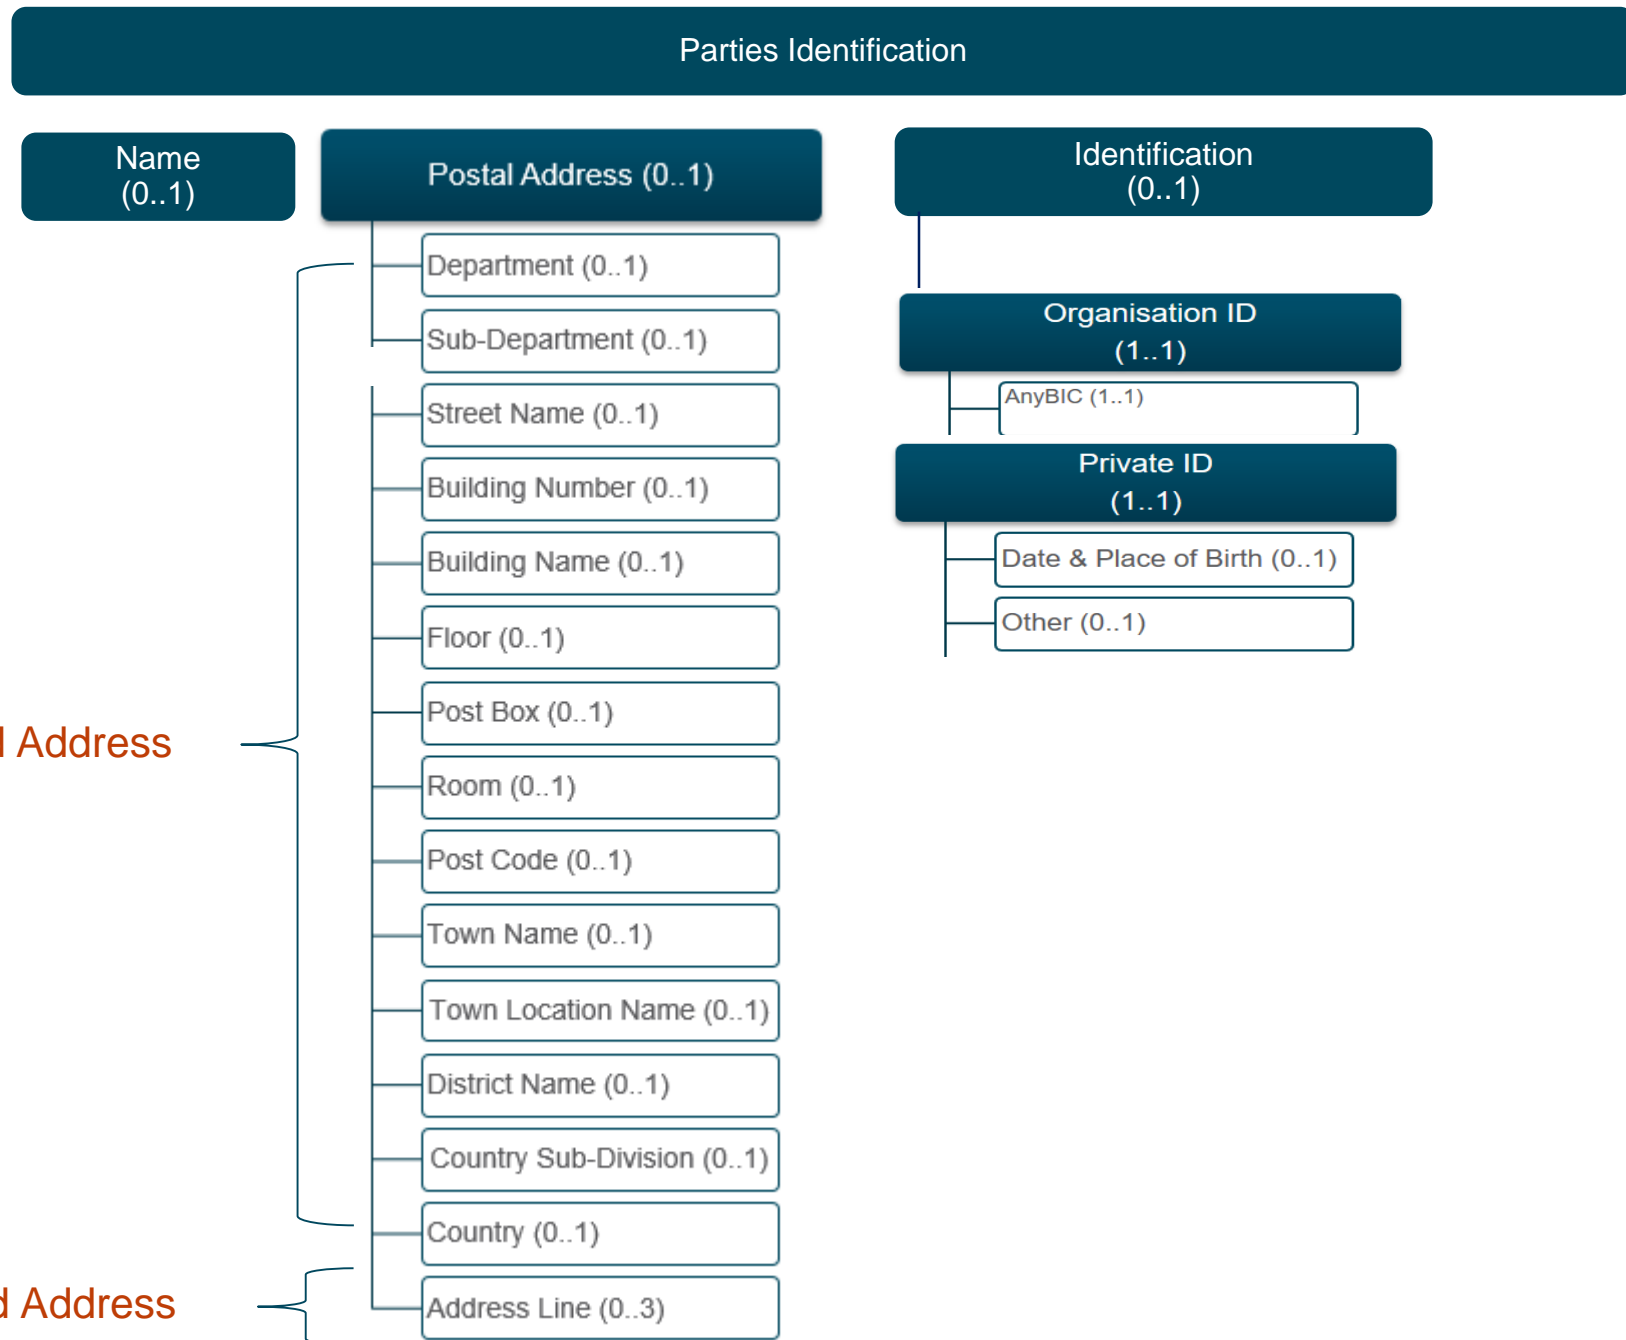 Parties Identification
Name
(0..1)
Postal Address (0..1)
Department (0..1)
Sub-Department (0..1)
Street Name (0..1)
Building Number (0..1)
Building Name (0..1)
Floor (0..1)
Post Box (0..1)
Room (0..1)
Post Code (0..1)
Town Name (0..1)
Town Location Name (0..1)
District Name (0..1)
Country Sub-Division (0..1)
Country (0..1)
Address Line (0..3)
Address
Address
Identification
(0..1)
Organisation ID
(1..1)
AnyBIC (1..1)
Private ID
(1..1)
Date & Place of Birth (0..1)
Other (0..1)